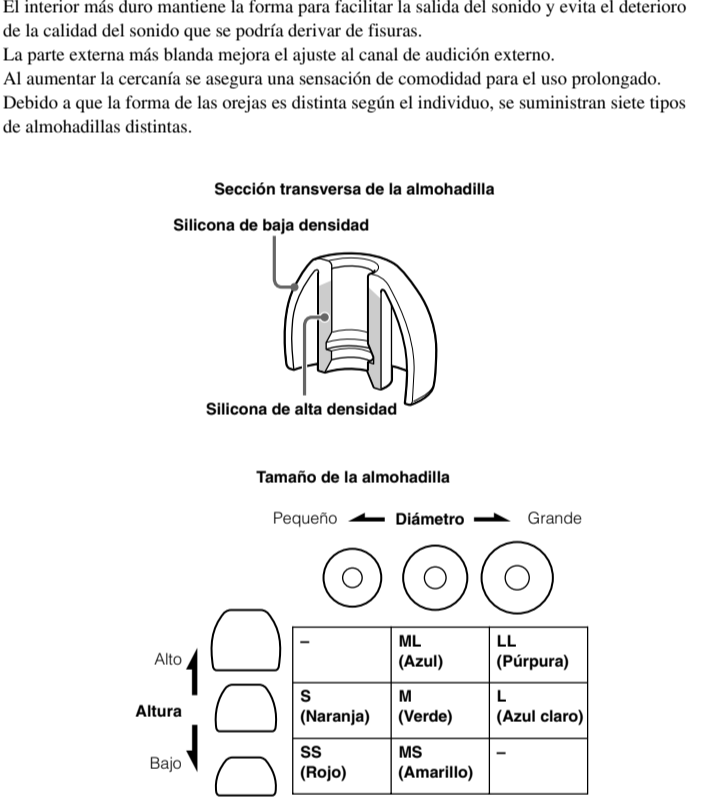 El interior más duro mantiene la forma para facilitar la salida del sonido y evita el deterioro
de la calidad del sonido que se podría derivar de fisuras.
La parte externa más blanda mejora el ajuste al canal de audición externo.
Al aumentar la cercanía se asegura una sensación de comodidad para el uso prolongado.
Debido a que la forma de las orejas es distinta según el individuo, se suministran siete tipos
de almohadillas distintas.
Sección transversa de la almohadilla
Silicona de baja densidad
Silicona de alta densidad
Tamaño de la almohadilla
Pequeño Diámetro Grande
Alto
Altura
Bajo
– ML LL
(Azul) (Púrpura)
S M L
(Naranja) (Verde) (Azul claro)
SS MS –
(Rojo) (Amarillo)